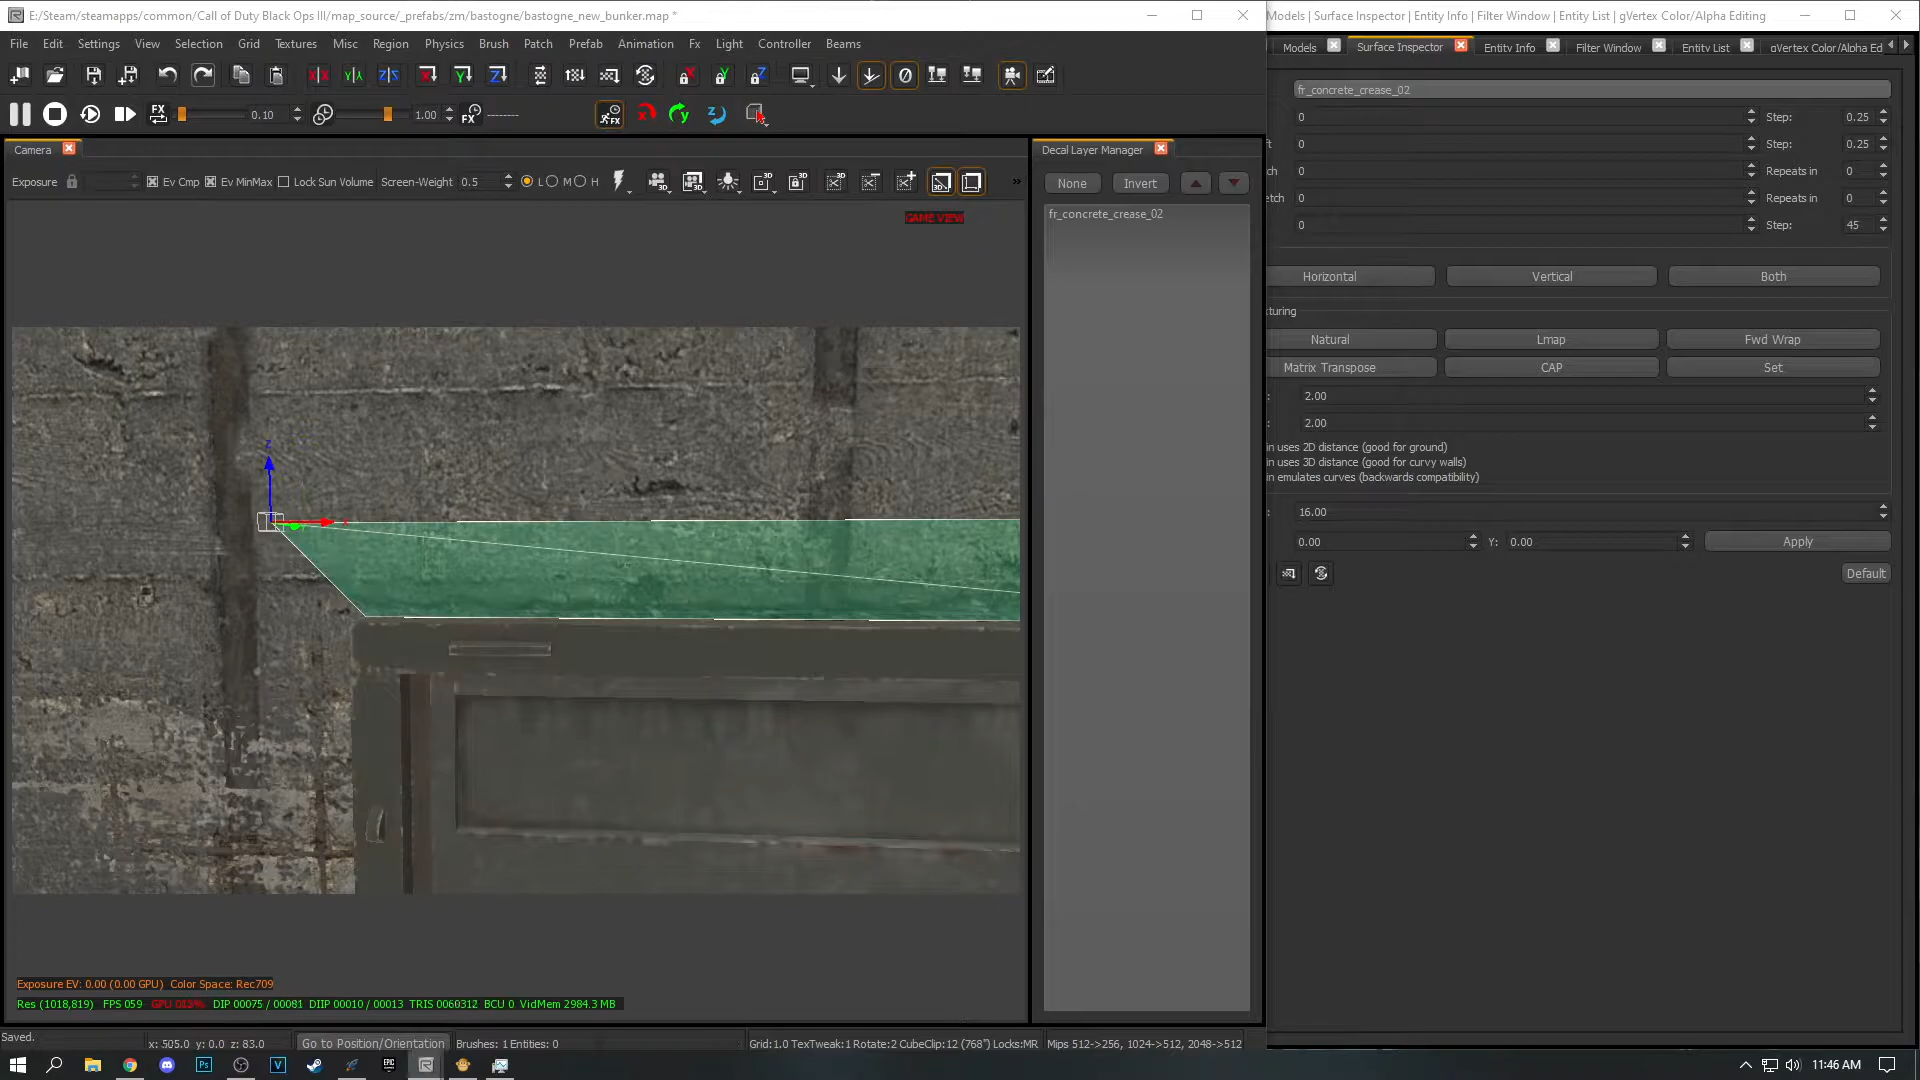 E:/Steam/steamapps/common/Call of Duty Black Ops III/map_source/_prefabs/zm/bastogne/bastogne_new_bunker.map *
Models | Surface Inspector | Entity Info | Filter Window | Entity List | gVertex Color/Alpha Editing
File Edit Settings View Selection Grid Textures Misc Region Physics Brush Patch Prefab Animation Fx Light Controller Beams
Models Surface Inspector Entity Info Filter Window Entity List gVertex Color/Alpha Ed
fr_concrete_crease_02
FX 0.10 1.00 FX --------
0 Step: 0.25
ft 0 Step: 0.25
tch 0 Repeats in 0
etch 0 Repeats in 0
0 Step: 45
Camera
Decal Layer Manager
Exposure Ev Cmp Ev MinMax Lock Sun Volume Screen-Weight 0.5 L M H
None Invert
GAME VIEW
fr_concrete_crease_02
Horizontal Vertical Both
xturing
Natural Lmap Fwd Wrap
Matrix Transpose CAP Set
: 2.00
: 2.00
in uses 2D distance (good for ground)
in uses 3D distance (good for curvy walls)
in emulates curves (backwards compatibility)
: 16.00
0.00 Y: 0.00 Apply
Default
z
x
Exposure EV: 0.00 (0.00 GPU) Color Space: Rec709
Res (1018,819) FPS 059 DIP 00075 / 00081 DIIP 00010 / 00013 TRIS 0060312 BCU 0 VidMem 2984.3 MB
Saved. x: 505.0 y: 0.0 z: 83.0 Go to Position/Orientation Brushes: 1 Entities: 0 Grid:1.0 TexTweak:1 Rotate:2 CubeClip:12 (768") Locks:MR Mips 512->256, 1024->512, 2048->512
11:46 AM